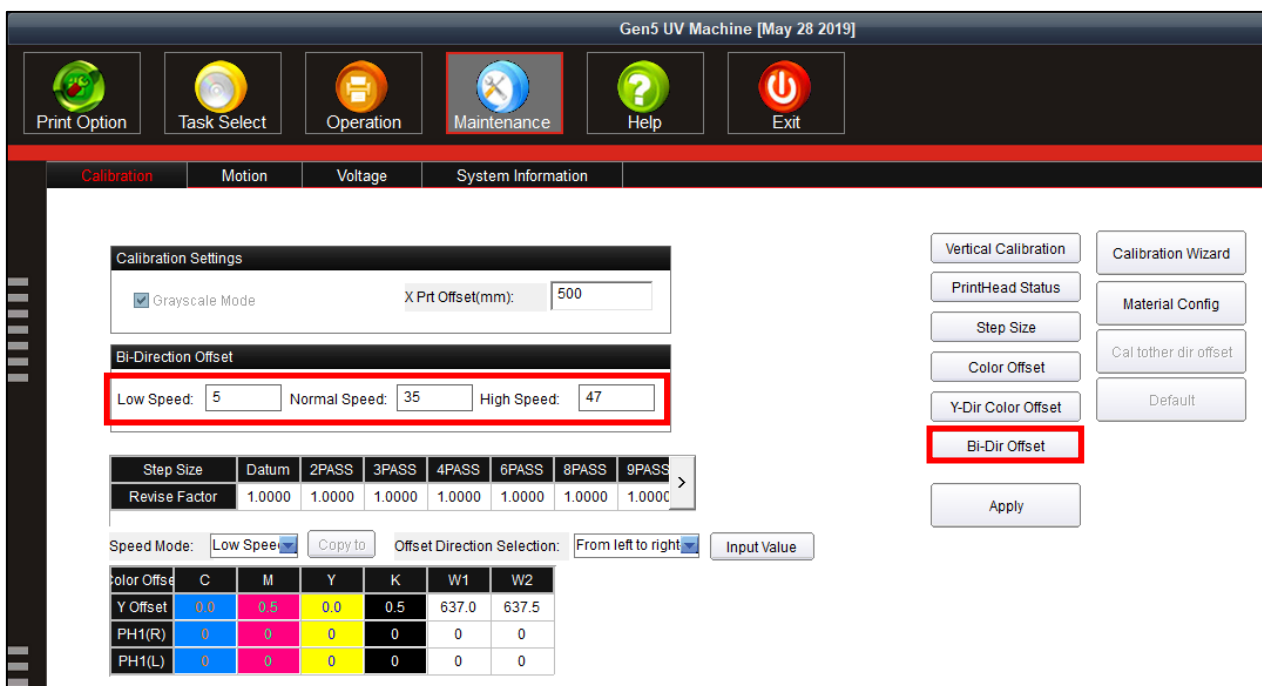 Gen5 UV Machine [May 28 2019]
Print Option Task Select Operation Maintenance Help Exit
Calibration Motion Voltage System Information
Calibration Settings
Grayscale Mode X Prt Offset(mm): 500
Bi-Direction Offset
Low Speed: 5 Normal Speed: 35 High Speed: 47
Step Size Datum 2PASS 3PASS 4PASS 6PASS 8PASS 9PASS >
Revise Factor 1.0000 1.0000 1.0000 1.0000 1.0000 1.0000 1.0000
Speed Mode: Low Spee Copy to Offset Direction Selection: From left to right Input Value
Color Offse C M Y K W1 W2
Y Offset 0.0 0.5 0.0 0.5 637.0 637.5
PH1(R) 0 0 0 0 0 0
PH1(L) 0 0 0 0 0 0
Vertical Calibration
PrintHead Status
Step Size
Color Offset
Y-Dir Color Offset
Bi-Dir Offset
Apply
Calibration Wizard
Material Config
Cal tother dir offset
Default